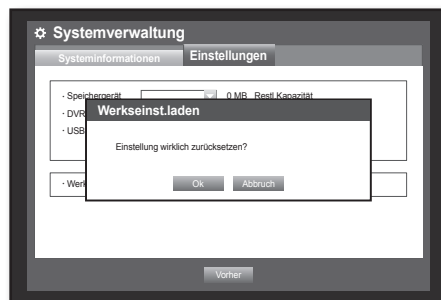 Systemverwaltung
Systeminformationen Einstellungen
· Speichergerät 0 MB Restl.Kapazität
· DVR
· USB
Werkseinst.laden
Einstellung wirklich zurücksetzen?
Ok Abbruch
· Werk
Vorher